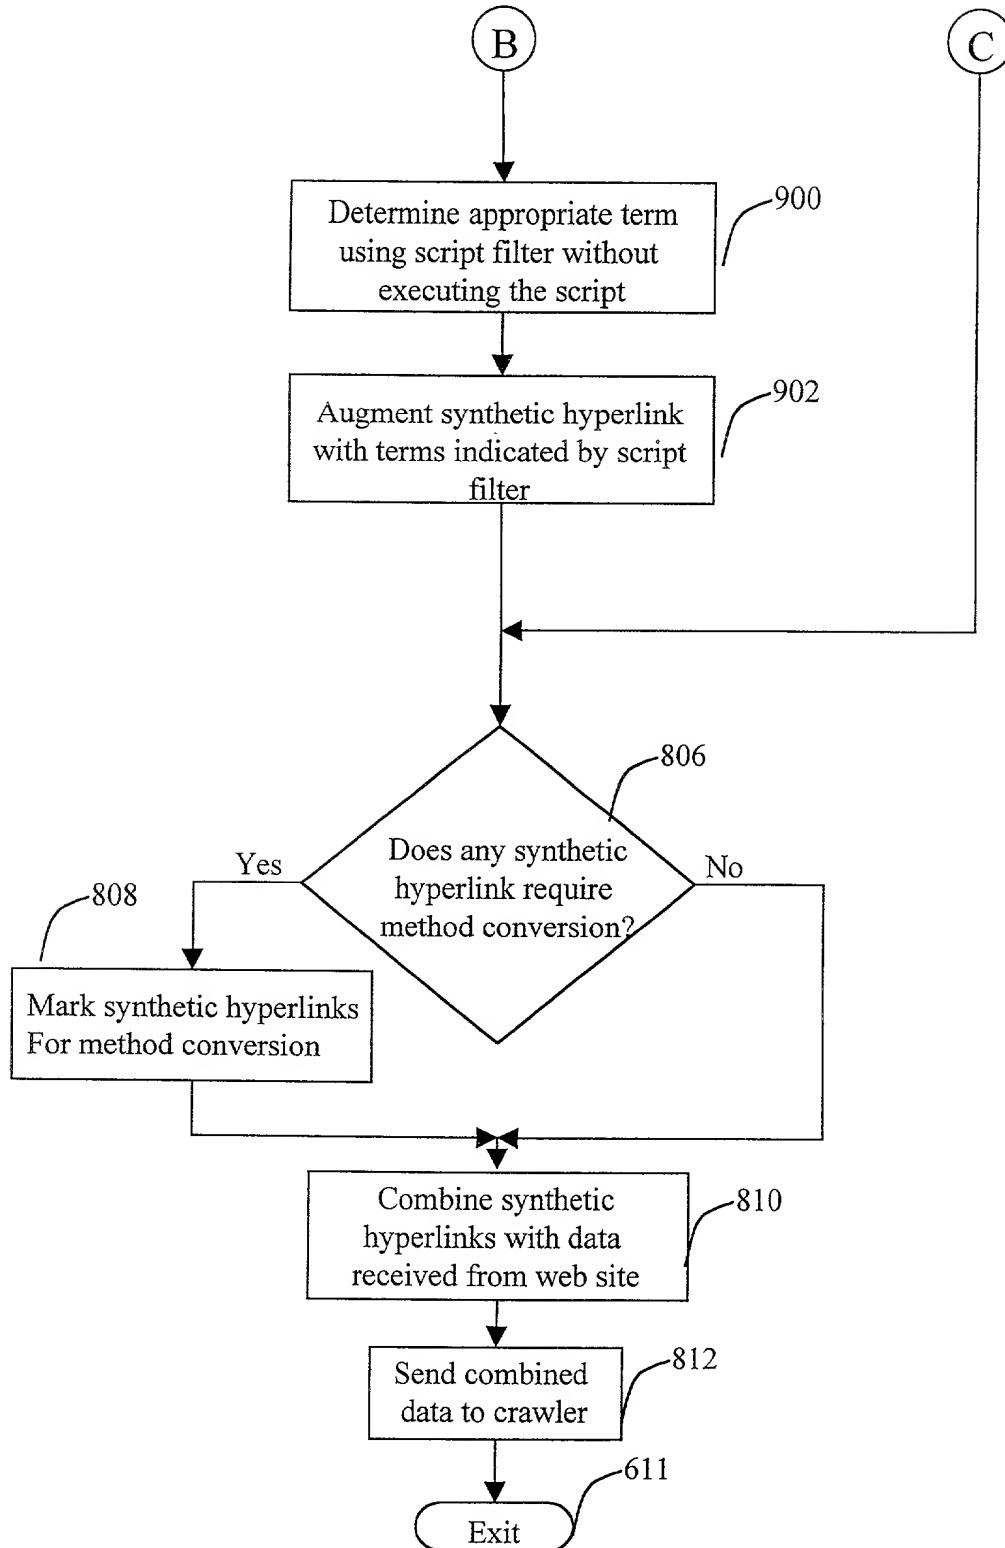 B
C
900
Determine appropriate term
using script filter without
executing the script
902
Augment synthetic hyperlink
with terms indicated by script
filter
806
Does any synthetic
hyperlink require
method conversion?
Yes
No
808
Mark synthetic hyperlinks
For method conversion
810
Combine synthetic
hyperlinks with data
received from web site
812
Send combined
data to crawler
611
Exit